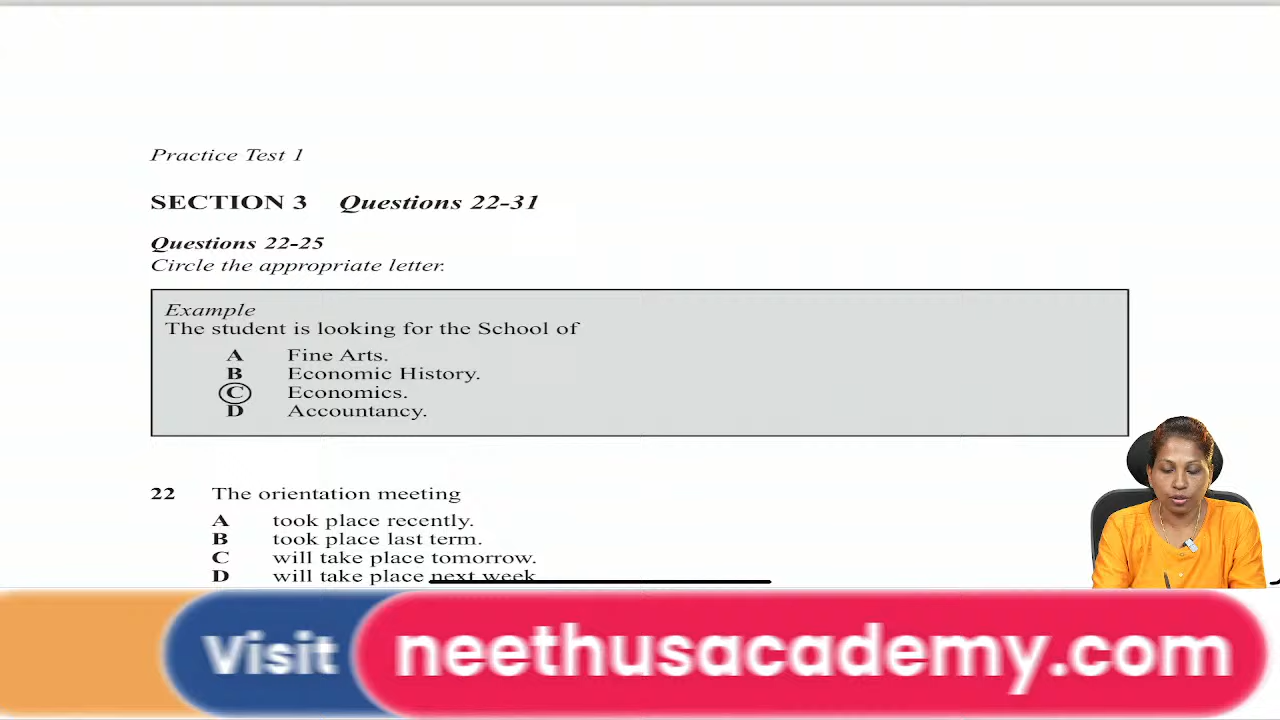 Practice Test 1
SECTION 3 Questions 22-31
Questions 22-25
Circle the appropriate letter.
Example
The student is looking for the School of
A Fine Arts.
B Economic History.
C Economics.
D Accountancy.
22 The orientation meeting
A took place recently.
B took place last term.
C will take place tomorrow.
D will take place next week
Visit neethusacademy.com